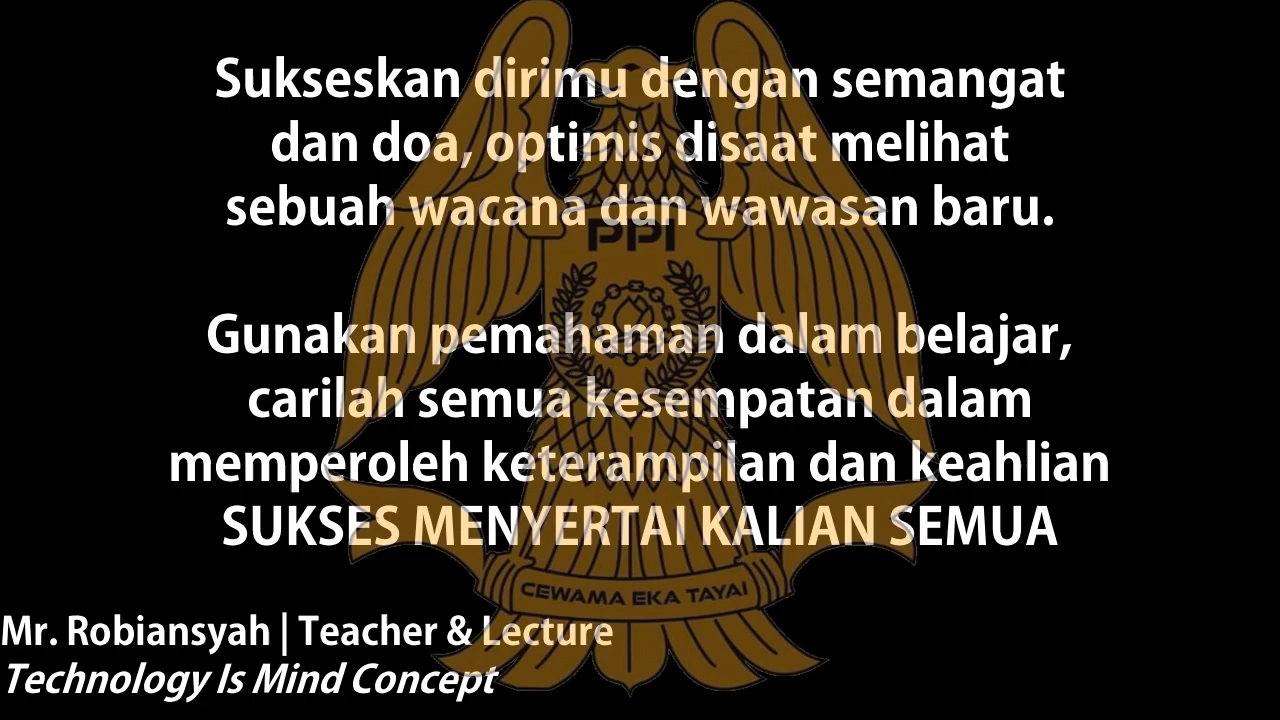 Sukseskan dirimu dengan semangat
dan doa, optimis disaat melihat
sebuah wacana dan wawasan baru.
PPI
Gunakan pemahaman dalam belajar,
carilah semua kesempatan dalam
memperoleh keterampilan dan keahlian
SUKSES MENYERTAI KALIAN SEMUA
CEWAMA EKA TAYAI
Mr. Robiansyah | Teacher & Lecture
Technology Is Mind Concept